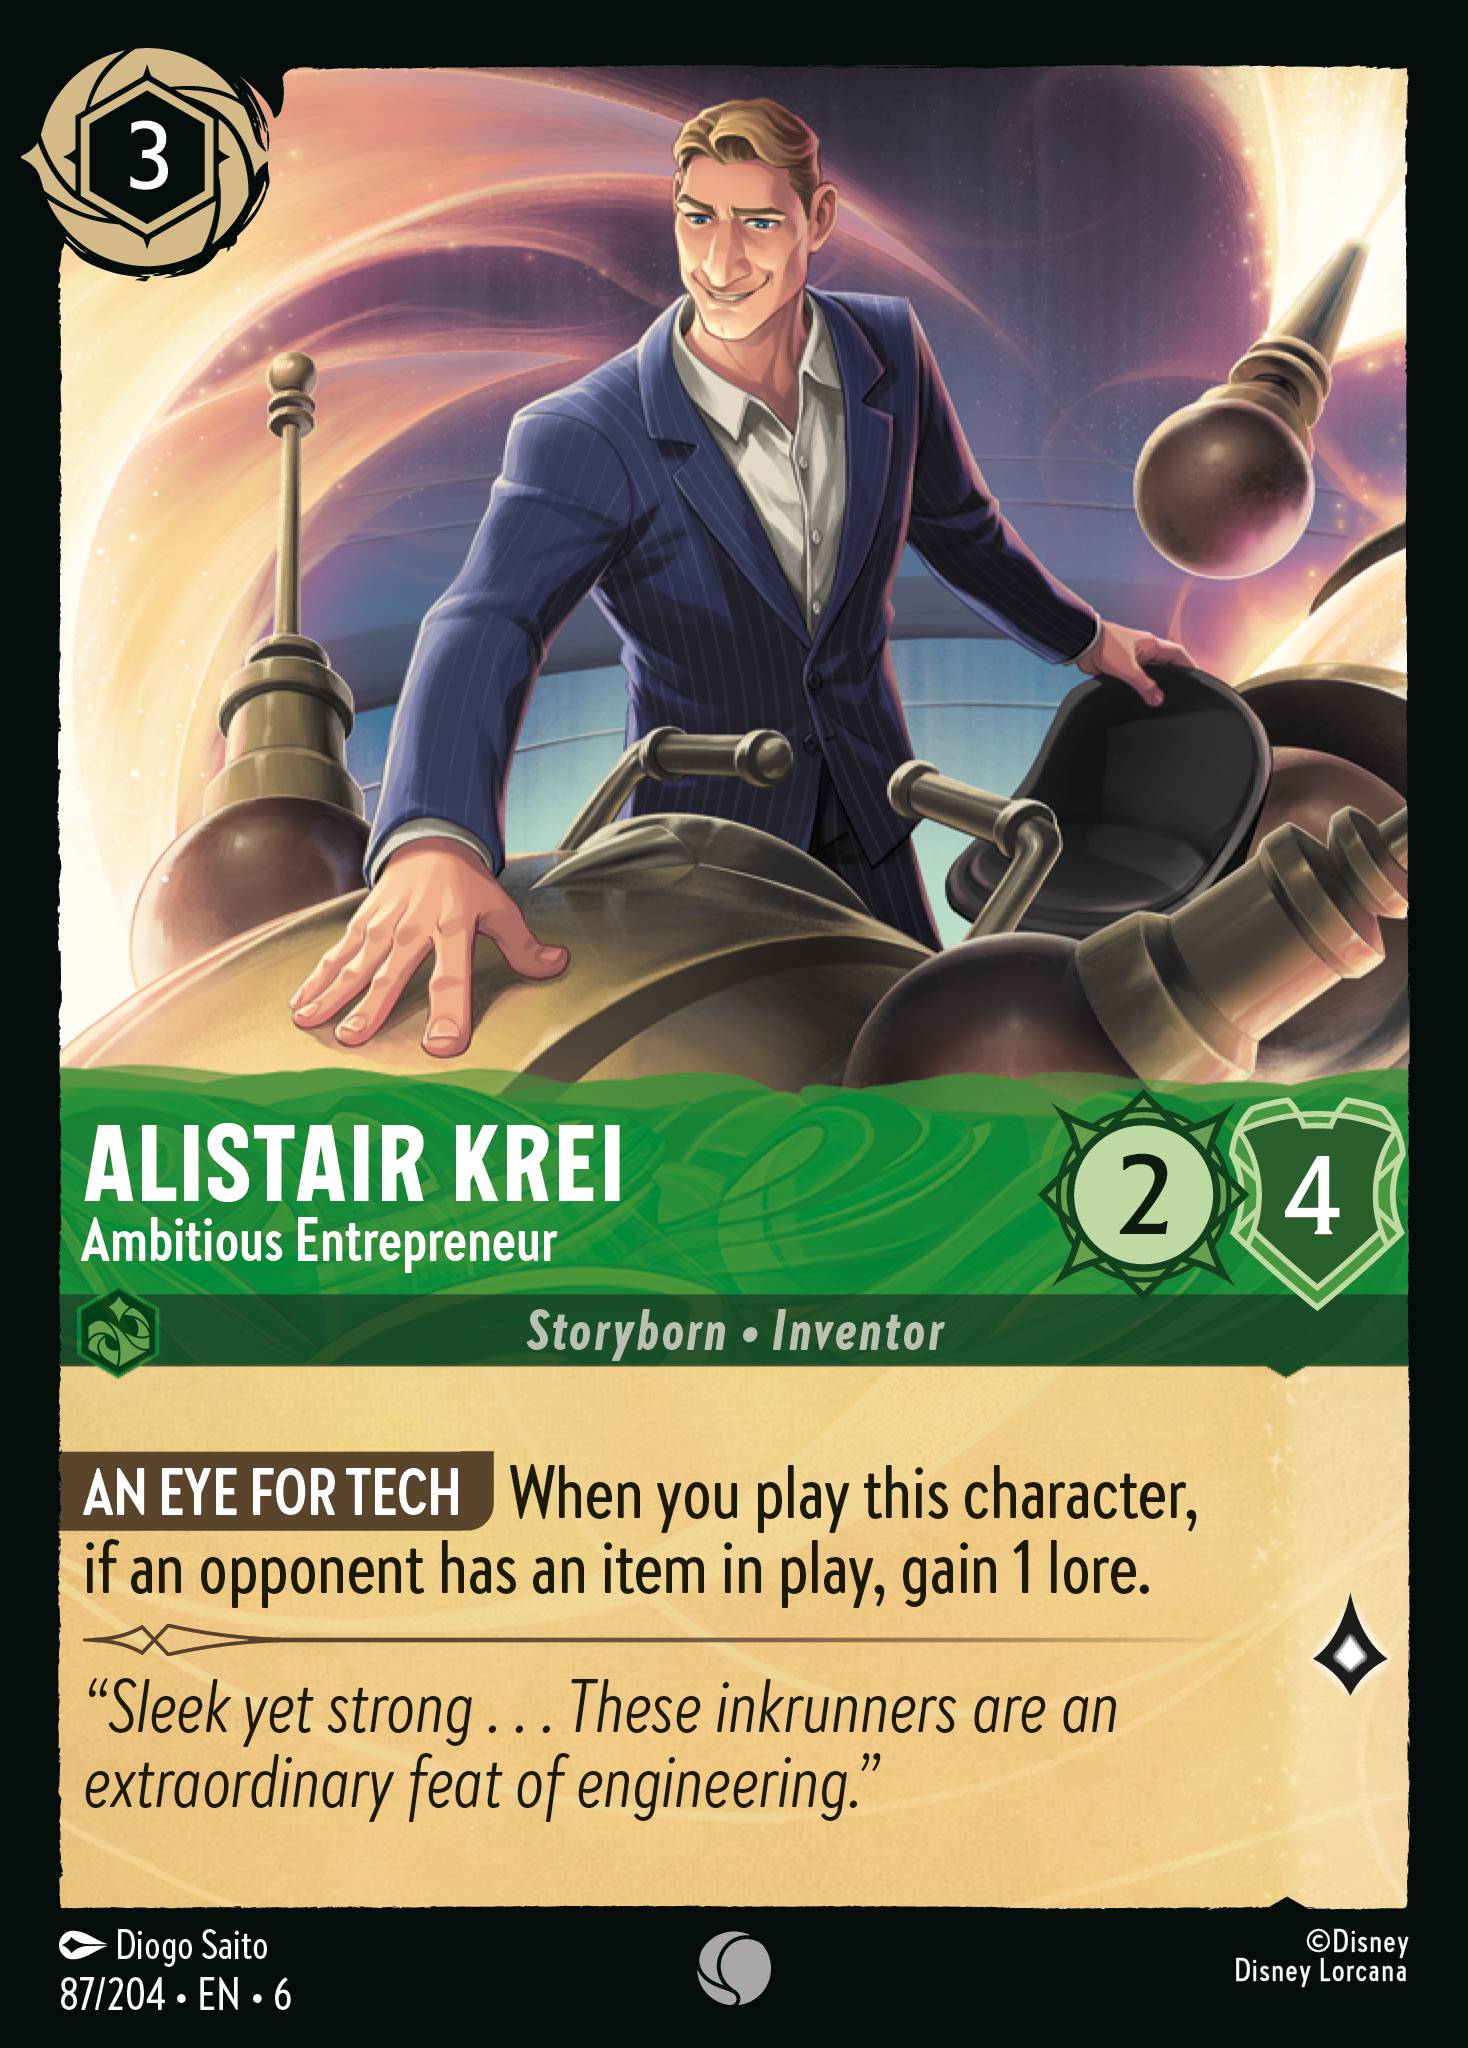 3
ALISTAIR KREI
Ambitious Entrepreneur
2
4
Storyborn • Inventor
AN EYE FOR TECH When you play this character,
if an opponent has an item in play, gain 1 lore.
“Sleek yet strong . . . These inkrunners are an
extraordinary feat of engineering.”
Diogo Saito
87/204 • EN • 6
©Disney
Disney Lorcana